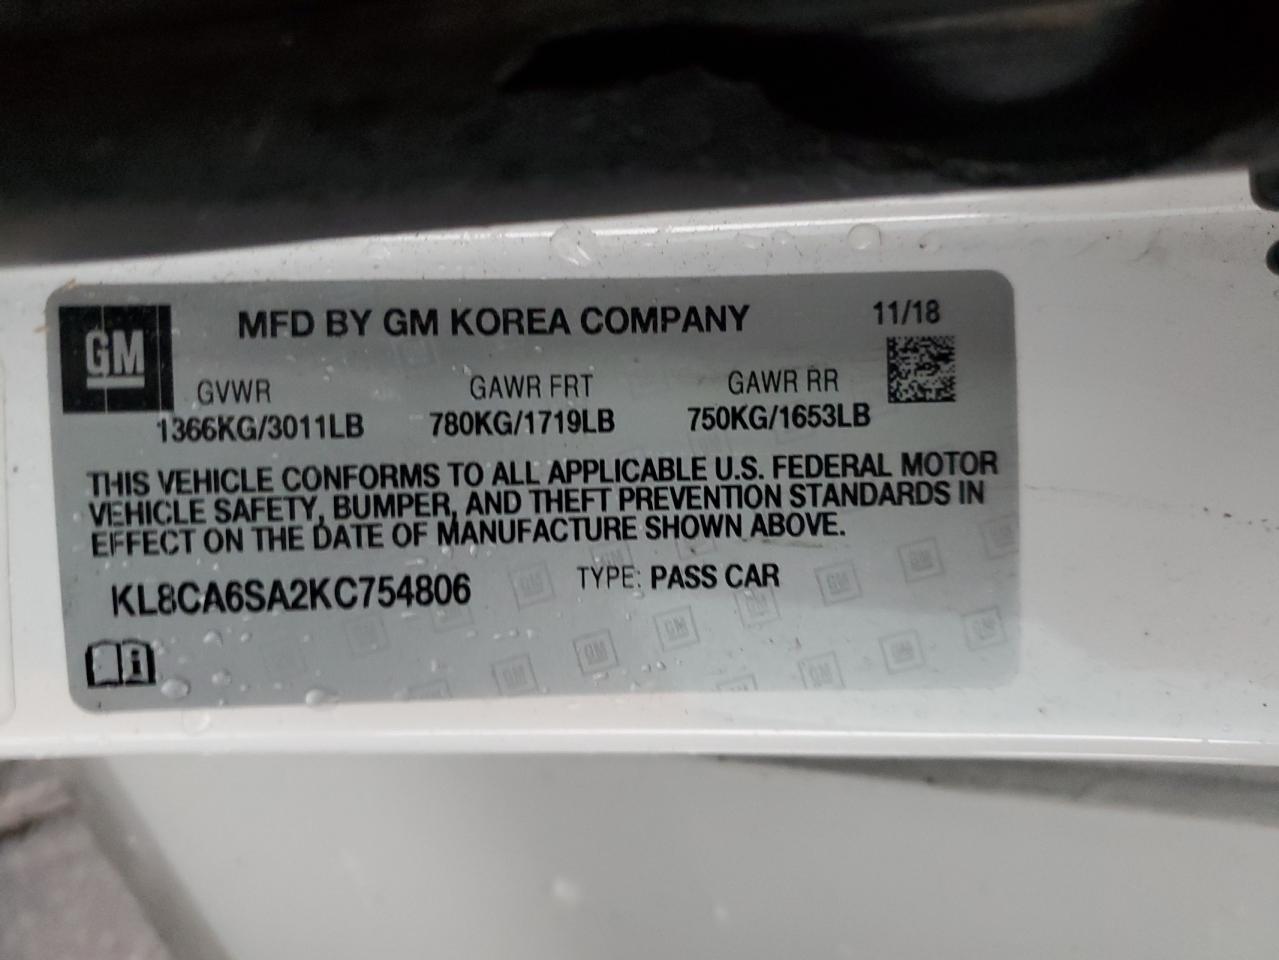 GM
MFD BY GM KOREA COMPANY 11/18
GVWR GAWR FRT GAWR RR
1366KG/3011LB 780KG/1719LB 750KG/1653LB
THIS VEHICLE CONFORMS TO ALL APPLICABLE U.S. FEDERAL MOTOR
VEHICLE SAFETY, BUMPER, AND THEFT PREVENTION STANDARDS IN
EFFECT ON THE DATE OF MANUFACTURE SHOWN ABOVE.
KL8CA6SA2KC754806 TYPE: PASS CAR